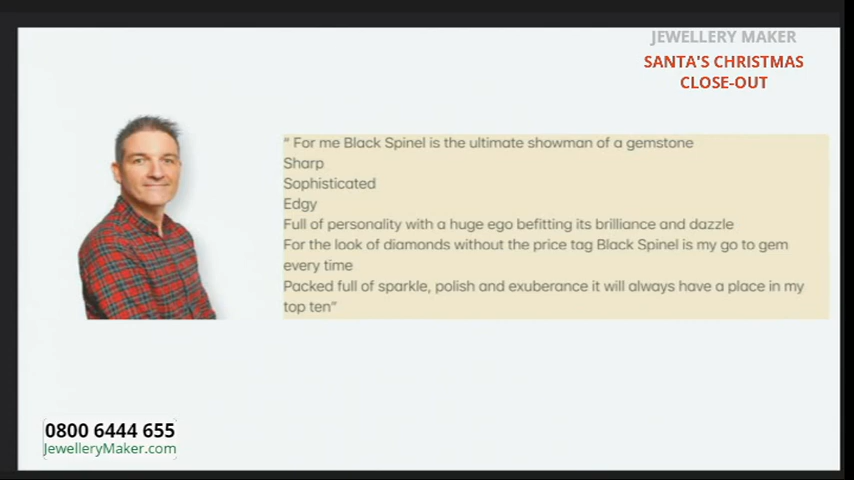 JEWELLERY MAKER
SANTA'S CHRISTMAS
CLOSE-OUT
" For me Black Spinel is the ultimate showman of a gemstone
Sharp
Sophisticated
Edgy
Full of personality with a huge ego befitting its brilliance and dazzle
For the look of diamonds without the price tag Black Spinel is my go to gem
every time
Packed full of sparkle, polish and exuberance it will always have a place in my
top ten"
0800 6444 655
JewelleryMaker.com